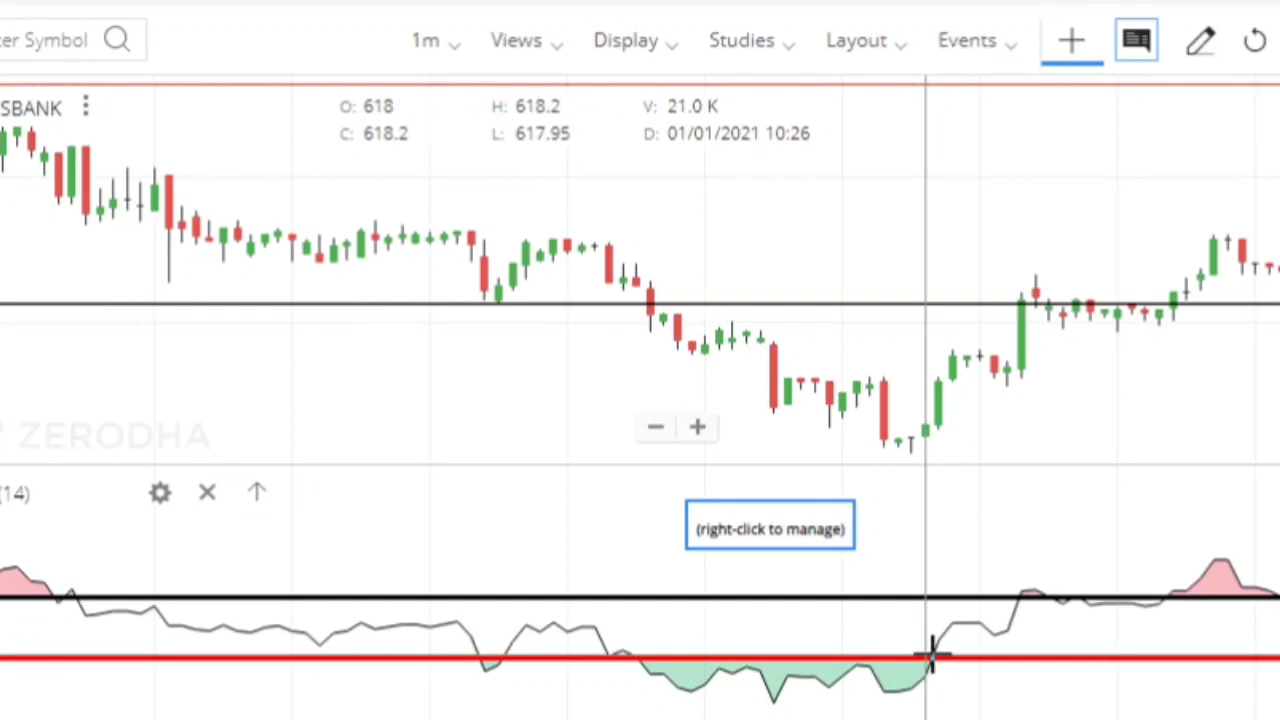 er Symbol 1m Views Display Studies Layout Events
SBANK O: 618 H: 618.2 V: 21.0 K
C: 618.2 L: 617.95 D: 01/01/2021 10:26
ZERODHA
(14)
(right-click to manage)